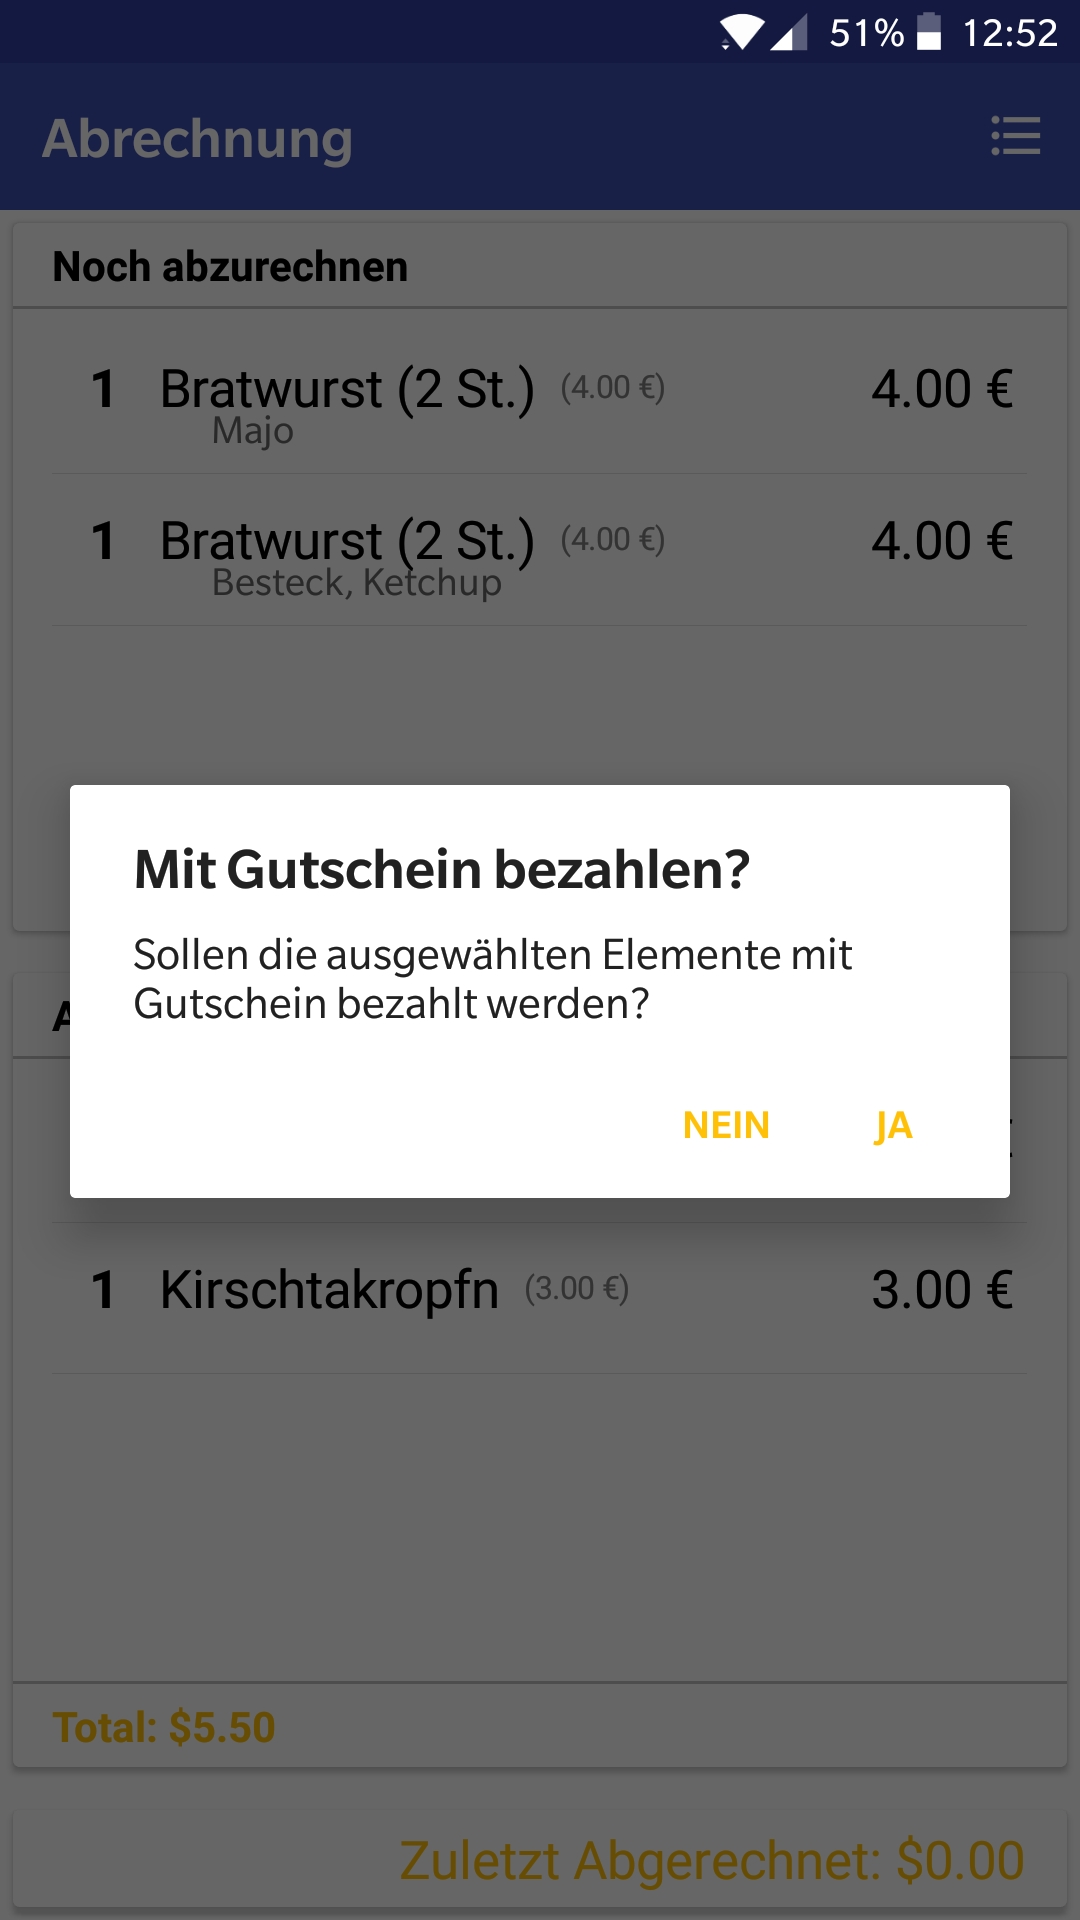 51% 12:52
Abrechnung
Noch abzurechnen
1 Bratwurst (2 St.) (4.00 €) 4.00 €
Majo
1 Bratwurst (2 St.) (4.00 €) 4.00 €
Besteck, Ketchup
Mit Gutschein bezahlen?
Sollen die ausgewählten Elemente mit
Gutschein bezahlt werden?
NEIN JA
1 Kirschtakropfn (3.00 €) 3.00 €
Total: $5.50
Zuletzt Abgerechnet: $0.00